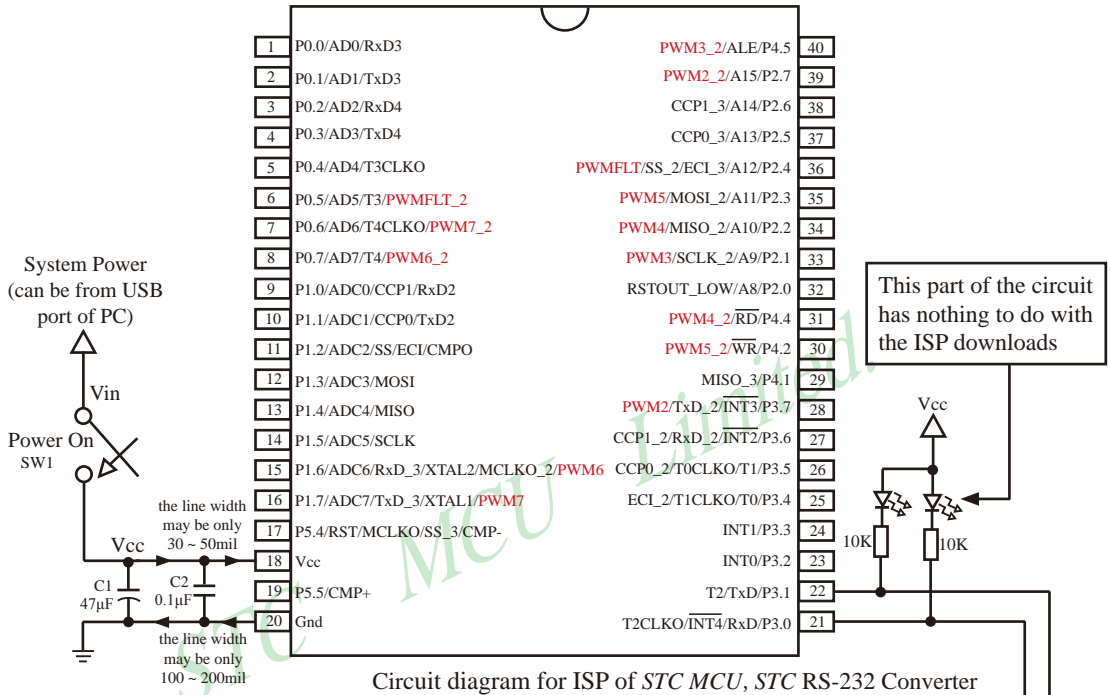 1 P0.0/AD0/RxD3
2 P0.1/AD1/TxD3
3 P0.2/AD2/RxD4
4 P0.3/AD3/TxD4
5 P0.4/AD4/T3CLKO
6 P0.5/AD5/T3/PWMFLT_2
7 P0.6/AD6/T4CLKO/PWM7_2
8 P0.7/AD7/T4/PWM6_2
9 P1.0/ADC0/CCP1/RxD2
10 P1.1/ADC1/CCP0/TxD2
11 P1.2/ADC2/SS/ECI/CMPO
12 P1.3/ADC3/MOSI
13 P1.4/ADC4/MISO
14 P1.5/ADC5/SCLK
15 P1.6/ADC6/RxD_3/XTAL2/MCLKO_2/PWM6
16 P1.7/ADC7/TxD_3/XTAL1/PWM7
17 P5.4/RST/MCLKO/SS_3/CMP-
18 Vcc
19 P5.5/CMP+
20 Gnd
PWM3_2/ALE/P4.5 40
PWM2_2/A15/P2.7 39
CCP1_3/A14/P2.6 38
CCP0_3/A13/P2.5 37
PWMFLT/SS_2/ECI_3/A12/P2.4 36
PWM5/MOSI_2/A11/P2.3 35
PWM4/MISO_2/A10/P2.2 34
PWM3/SCLK_2/A9/P2.1 33
RSTOUT_LOW/A8/P2.0 32
PWM4_2/RD/P4.4 31
PWM5_2/WR/P4.2 30
MISO_3/P4.1 29
PWM2/TxD_2/INT3/P3.7 28
CCP1_2/RxD_2/INT2/P3.6 27
CCP0_2/T0CLKO/T1/P3.5 26
ECI_2/T1CLKO/T0/P3.4 25
INT1/P3.3 24
INT0/P3.2 23
T2/TxD/P3.1 22
T2CLKO/INT4/RxD/P3.0 21
System Power
(can be from USB
port of PC)
Vin
Power On
SW1
the line width
may be only
30 ~ 50mil
Vcc
C1
47μF
C2
0.1μF
the line width
may be only
100 ~ 200mil
This part of the circuit
has nothing to do with
the ISP downloads
Vcc
10K
10K
STC MCU Limited.
Circuit diagram for ISP of STC MCU, STC RS-232 Converter